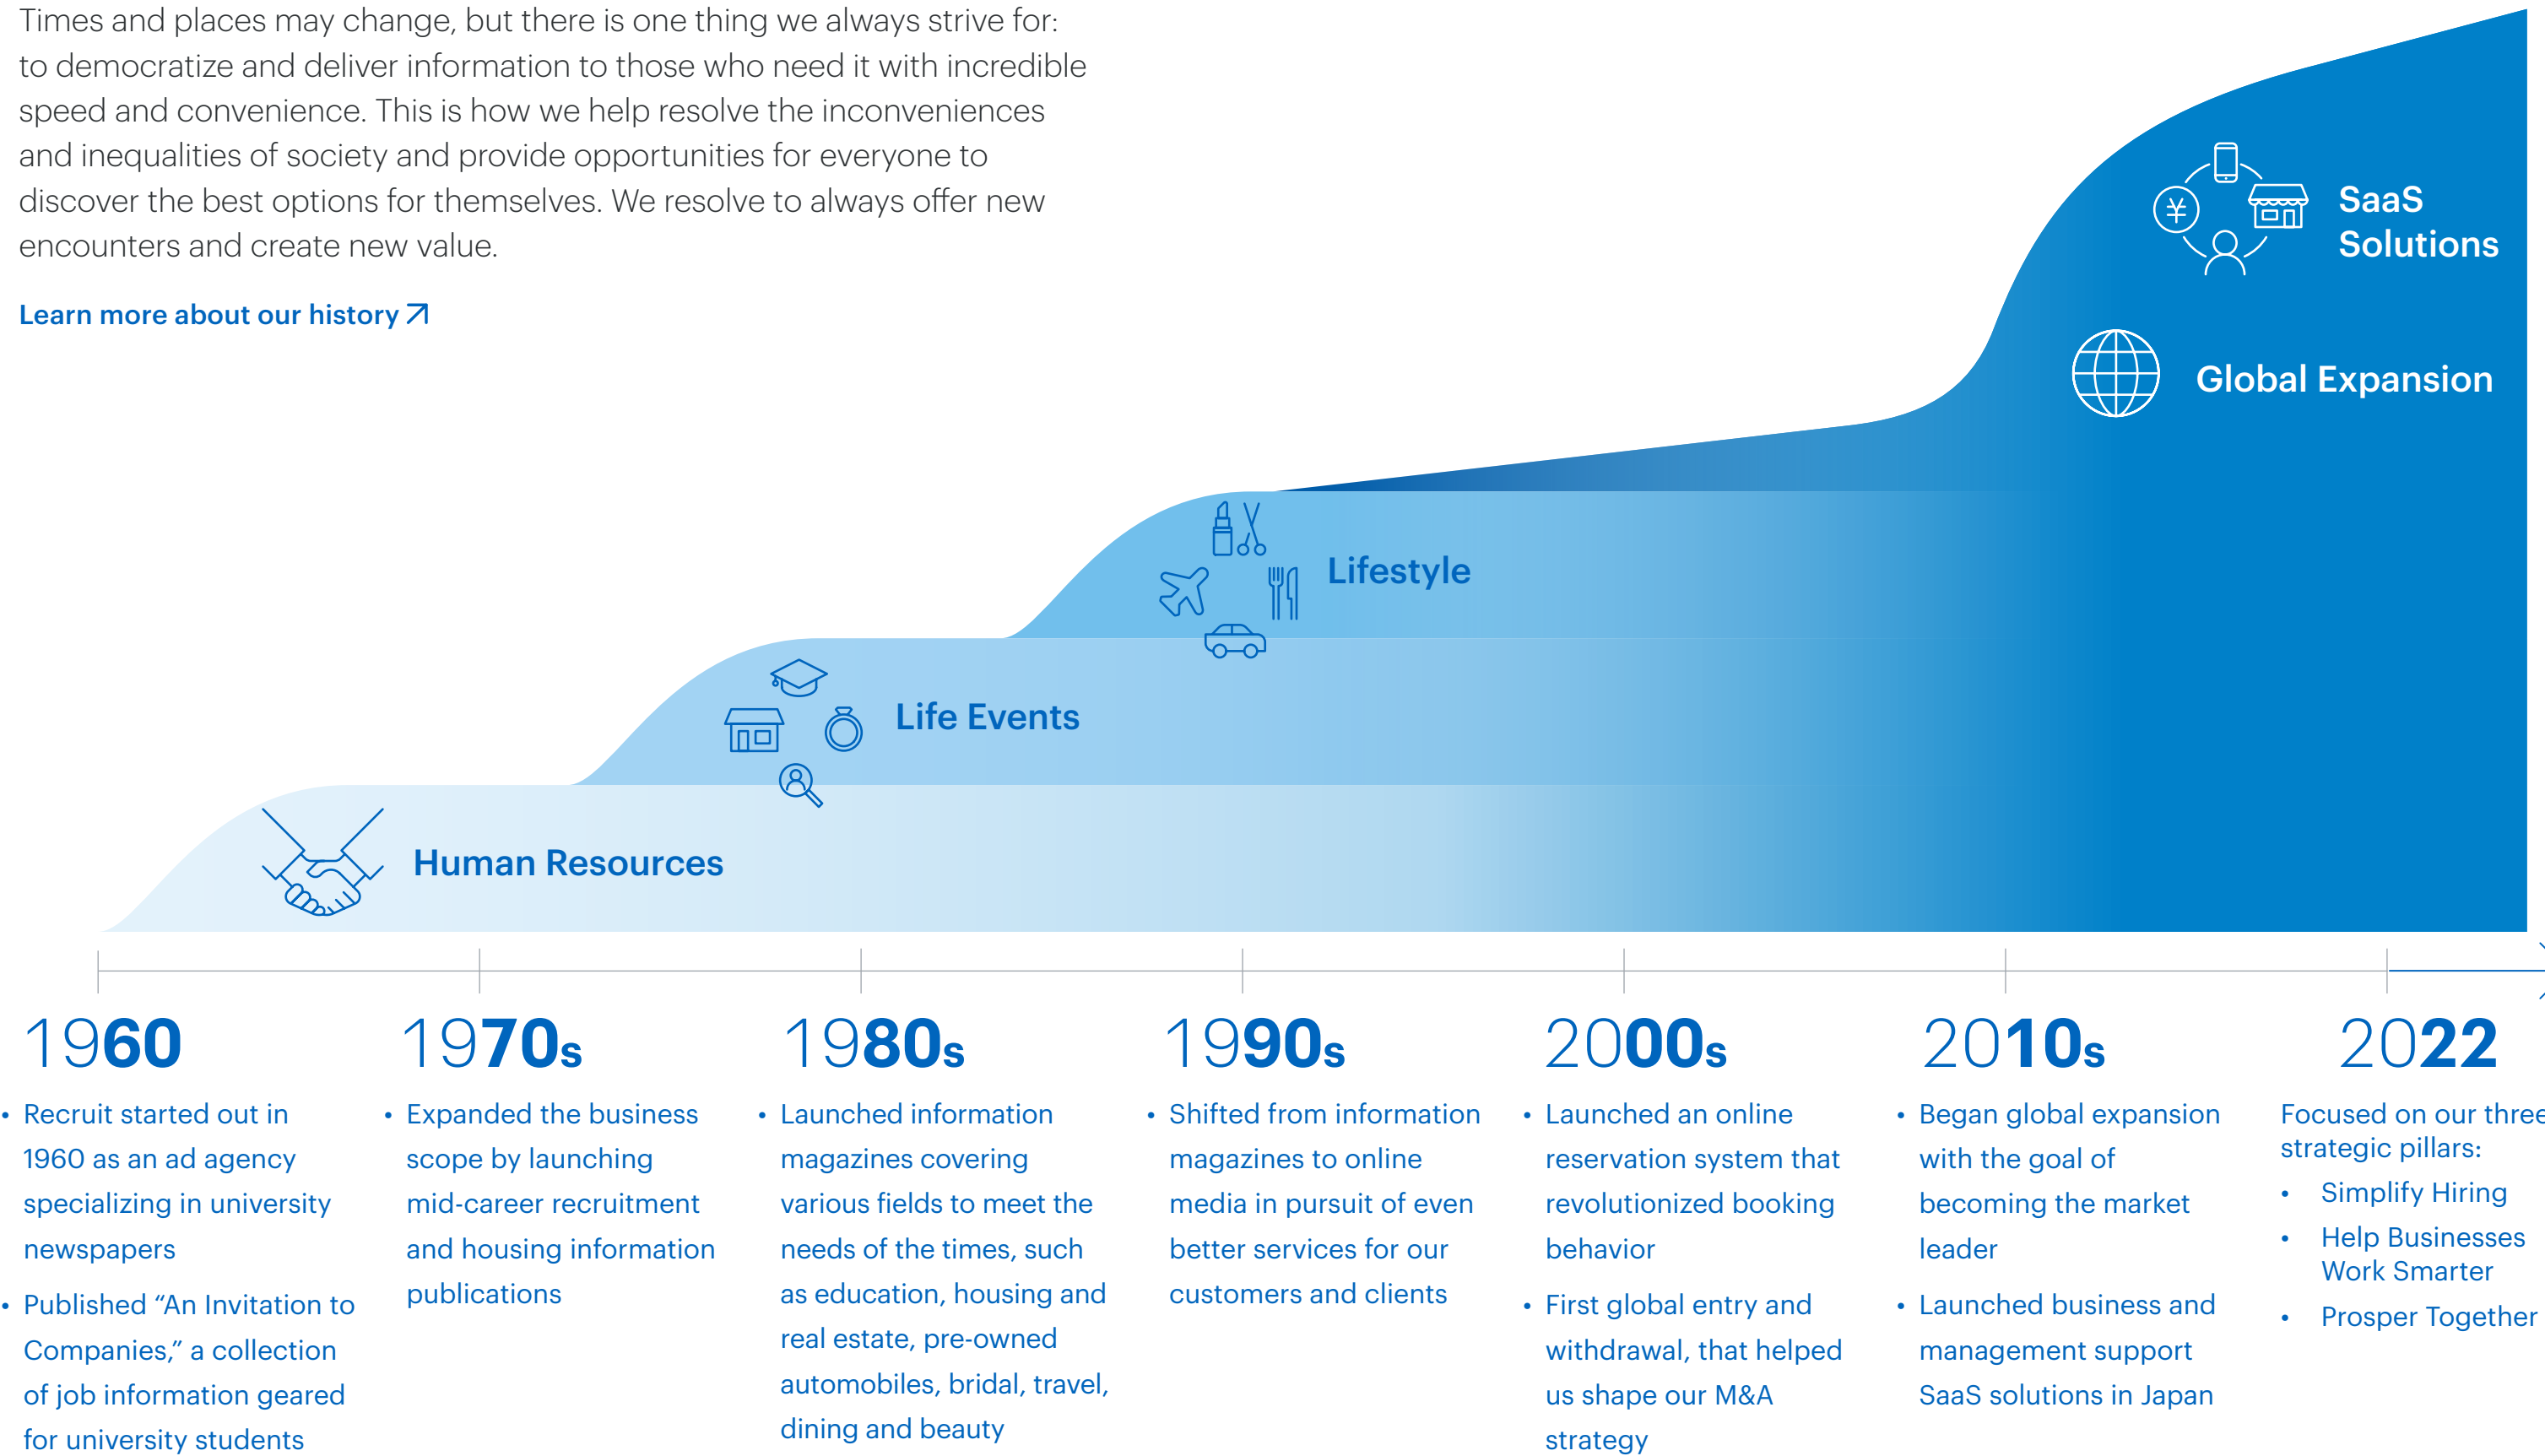 Times and places may change, but there is one thing we always strive for:
to democratize and deliver information to those who need it with incredible
speed and convenience. This is how we help resolve the inconveniences
and inequalities of society and provide opportunities for everyone to
discover the best options for themselves. We resolve to always offer new
encounters and create new value.
Learn more about our history
SaaS
Solutions
Global Expansion
Lifestyle
Life Events
Human Resources
1960
• Recruit started out in
1960 as an ad agency
specializing in university
newspapers
• Published “An Invitation to
Companies,” a collection
of job information geared
for university students
1970s
• Expanded the business
scope by launching
mid-career recruitment
and housing information
publications
1980s
• Launched information
magazines covering
various fields to meet the
needs of the times, such
as education, housing and
real estate, pre-owned
automobiles, bridal, travel,
dining and beauty
1990s
• Shifted from information
magazines to online
media in pursuit of even
better services for our
customers and clients
2000s
• Launched an online
reservation system that
revolutionized booking
behavior
• First global entry and
withdrawal, that helped
us shape our M&A
strategy
2010s
• Began global expansion
with the goal of
becoming the market
leader
• Launched business and
management support
SaaS solutions in Japan
2022
Focused on our three
strategic pillars:
• Simplify Hiring
• Help Businesses
Work Smarter
• Prosper Together